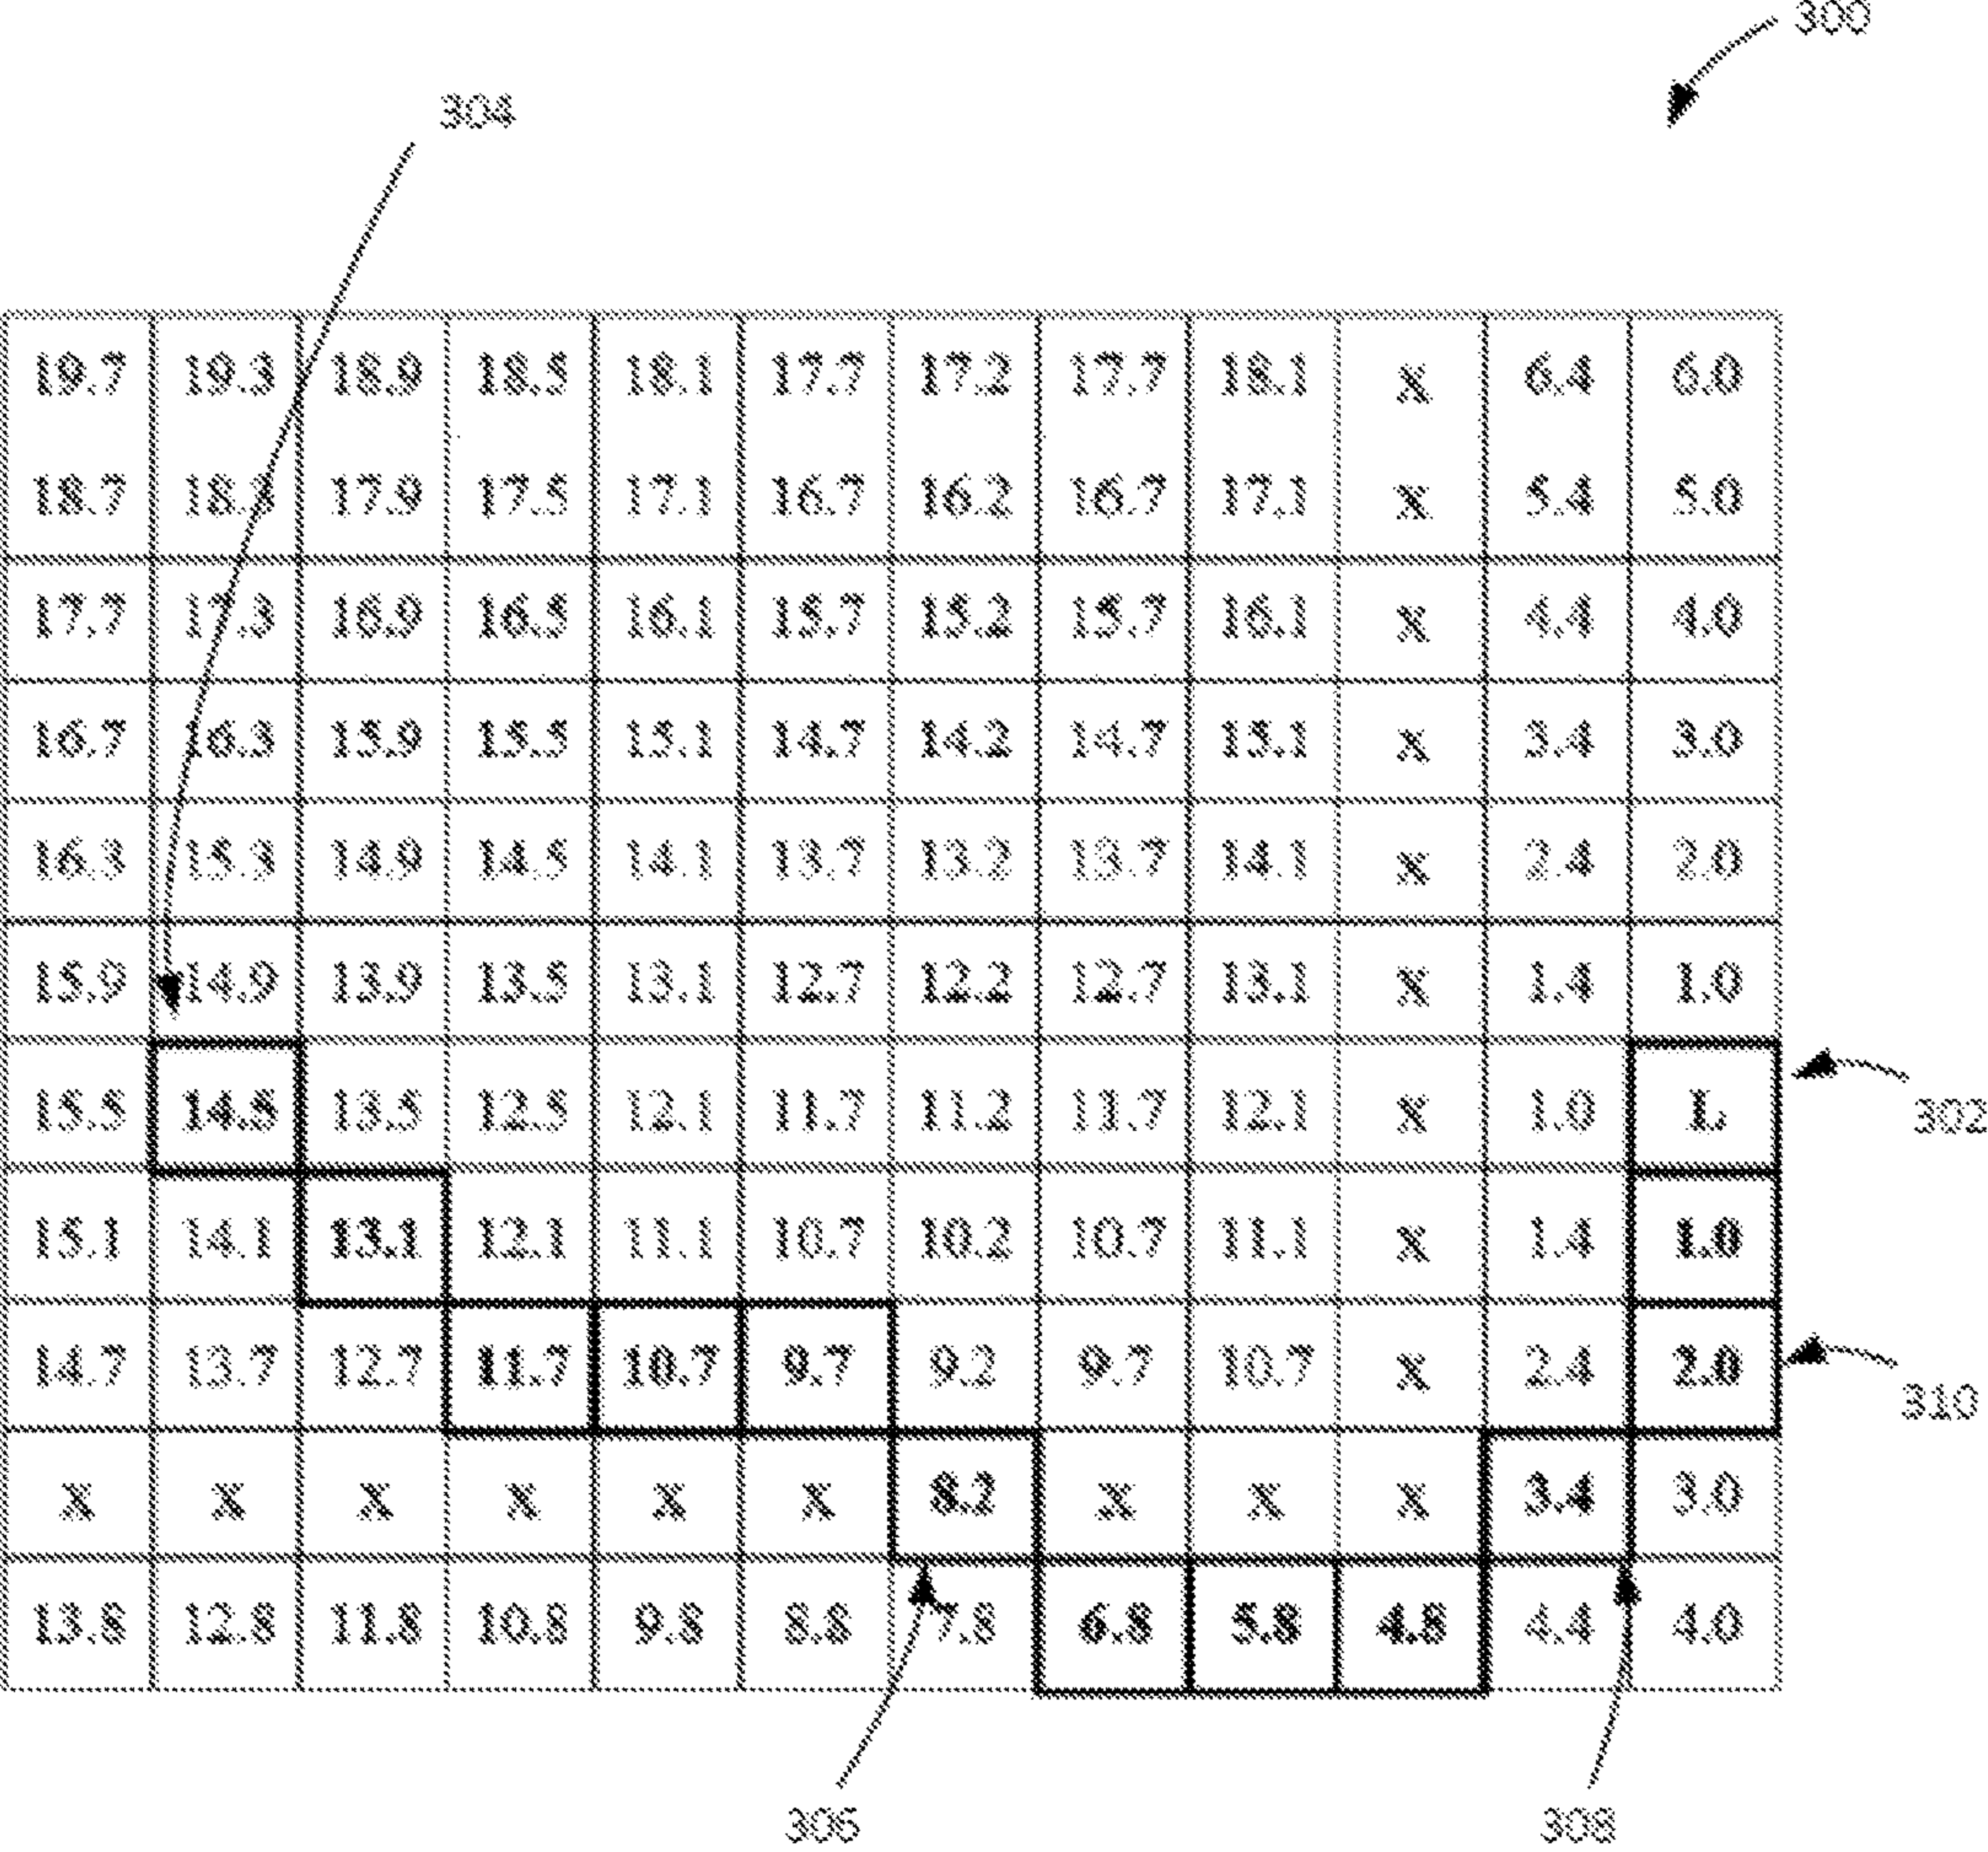 300
304
19.7 19.3 18.9 18.5 18.1 17.7 17.2 17.7 18.1 X 6.4 6.0
18.7 18.3 17.9 17.5 17.1 16.7 16.2 16.7 17.1 X 5.4 5.0
17.7 17.3 16.9 16.5 16.1 15.7 15.2 15.7 16.1 X 4.4 4.0
16.7 16.3 15.9 15.5 15.1 14.7 14.2 14.7 15.1 X 3.4 3.0
16.3 15.3 14.9 14.5 14.1 13.7 13.2 13.7 14.1 X 2.4 2.0
15.9 14.9 13.9 13.5 13.1 12.7 12.2 12.7 13.1 X 1.4 1.0
15.5 14.5 13.5 12.5 12.1 11.7 11.2 11.7 12.1 X 1.0 L
302
15.1 14.1 13.1 12.1 11.1 10.7 10.2 10.7 11.1 X 1.4 1.0
14.7 13.7 12.7 11.7 10.7 9.7 9.2 9.7 10.7 X 2.4 2.0
310
X X X X X X 8.2 X X X 3.4 3.0
13.8 12.8 11.8 10.8 9.8 8.8 7.8 6.8 5.8 4.8 4.4 4.0
306 308